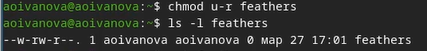 aoivanova@aoivanova:~$ chmod u-r feathers
aoivanova@aoivanova:~$ ls -l feathers
--w-rw-r--. 1 aoivanova aoivanova 0 мар 27 17:01 feathers